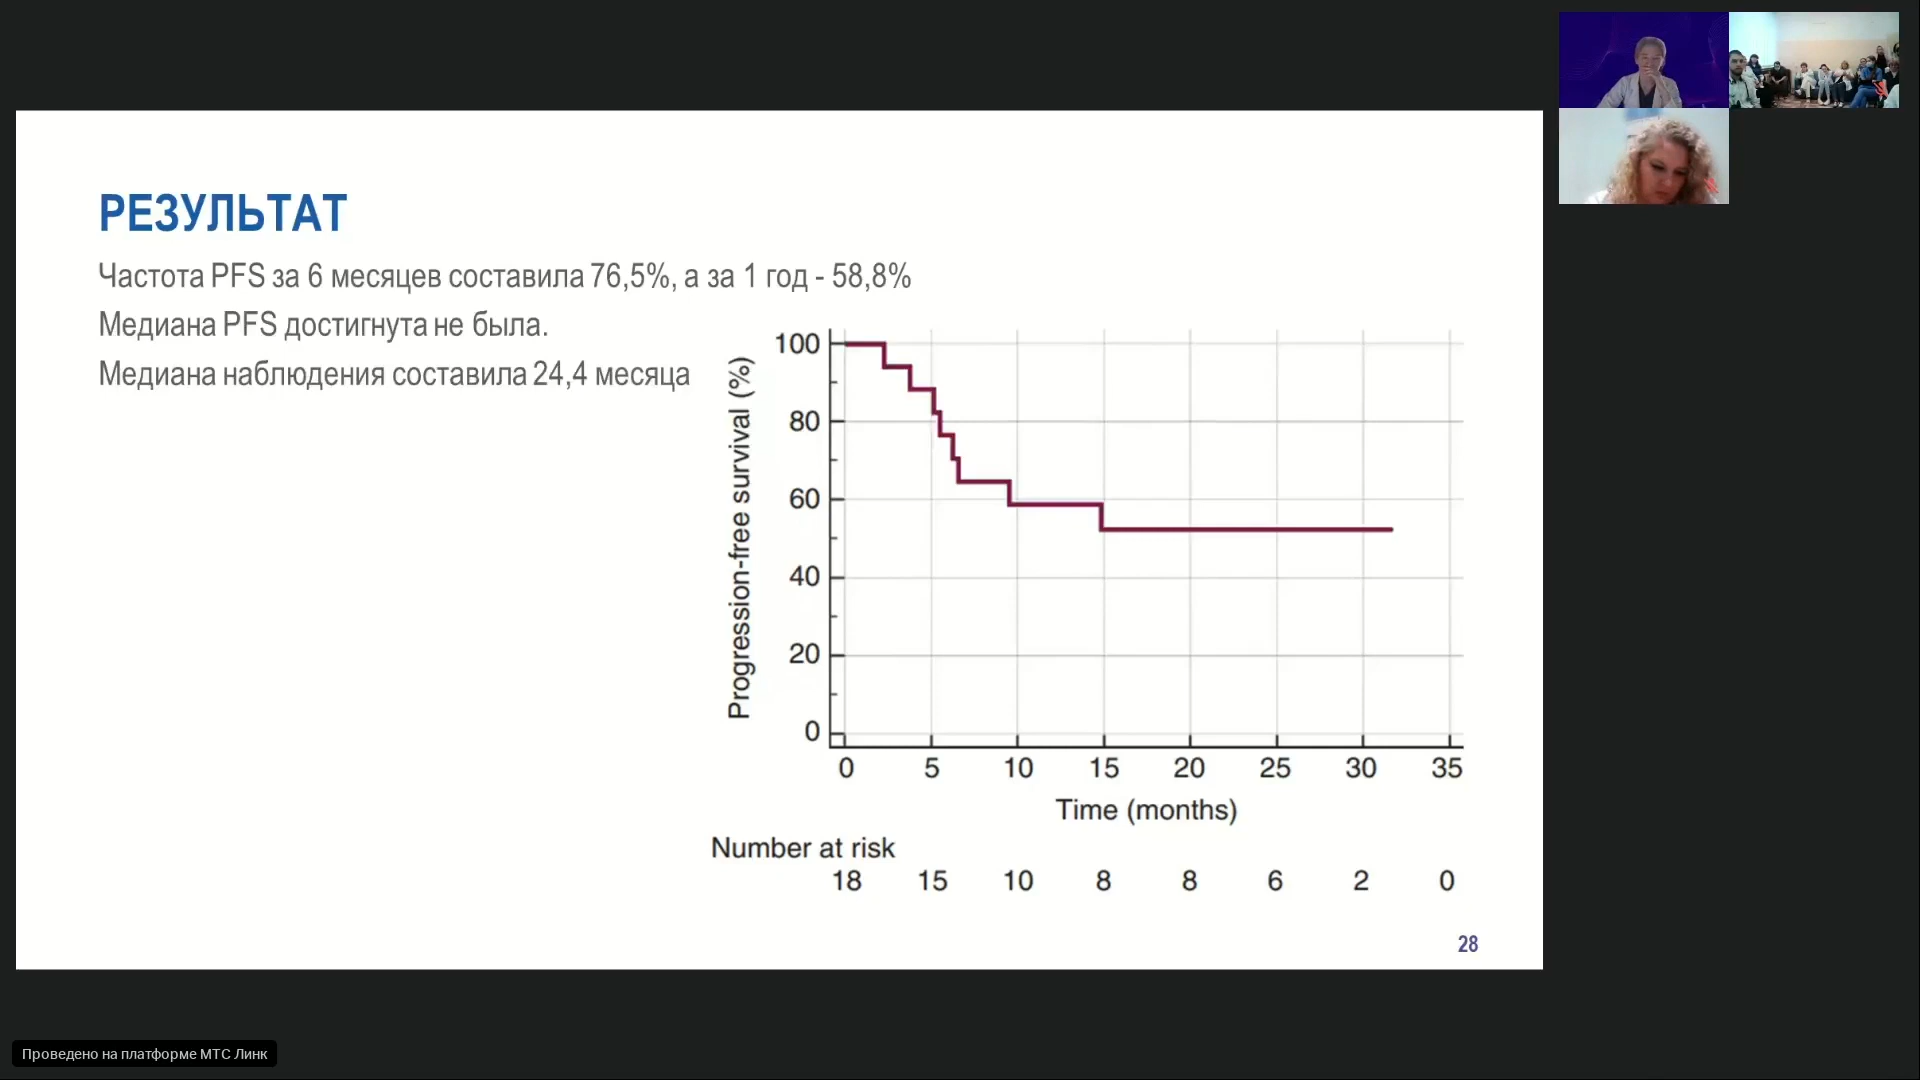 РЕЗУЛЬТАТ
Частота PFS за 6 месяцев составила 76,5%, а за 1 год - 58,8%
Медиана PFS достигнута не была.
Медиана наблюдения составила 24,4 месяца
Progression-free survival (%)
100
80
60
40
20
0
0 5 10 15 20 25 30 35
Time (months)
Number at risk
18 15 10 8 8 6 2 0
28
Проведено на платформе МТС Линк